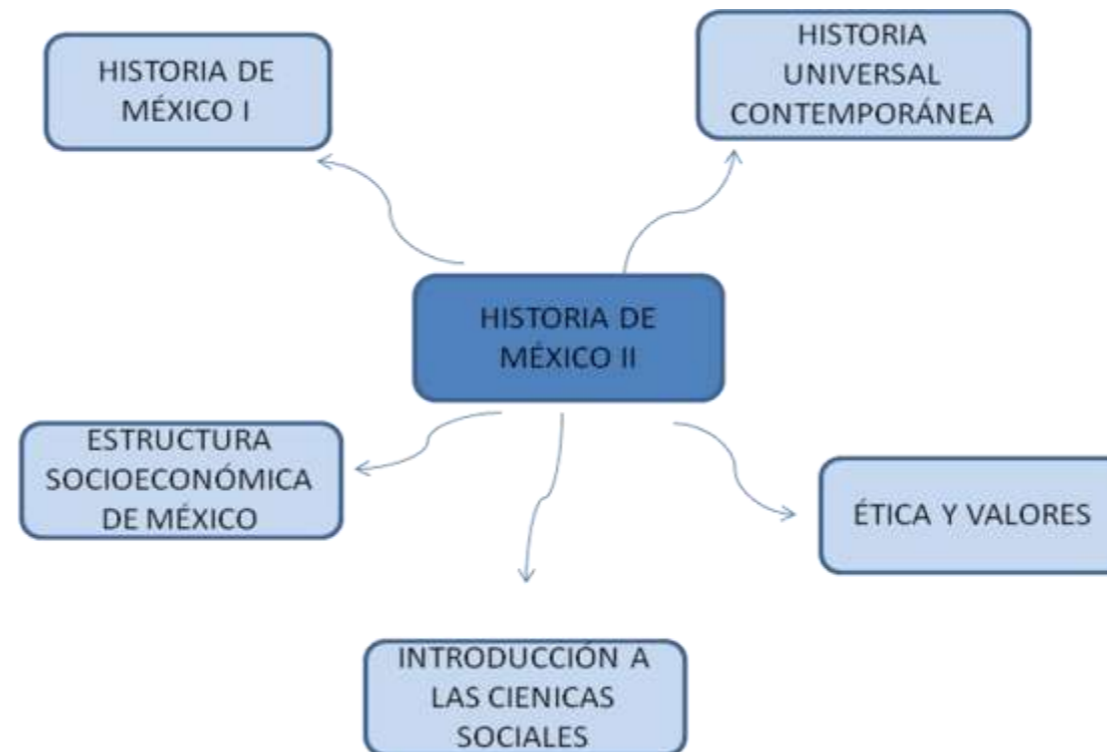 HISTORIA DE
MÉXICO I
HISTORIA
UNIVERSAL
CONTEMPORÁNEA
HISTORIA DE
MÉXICO II
ESTRUCTURA
SOCIOECONÓMICA
DE MÉXICO
ÉTICA Y VALORES
INTRODUCCIÓN A
LAS CIENICAS
SOCIALES